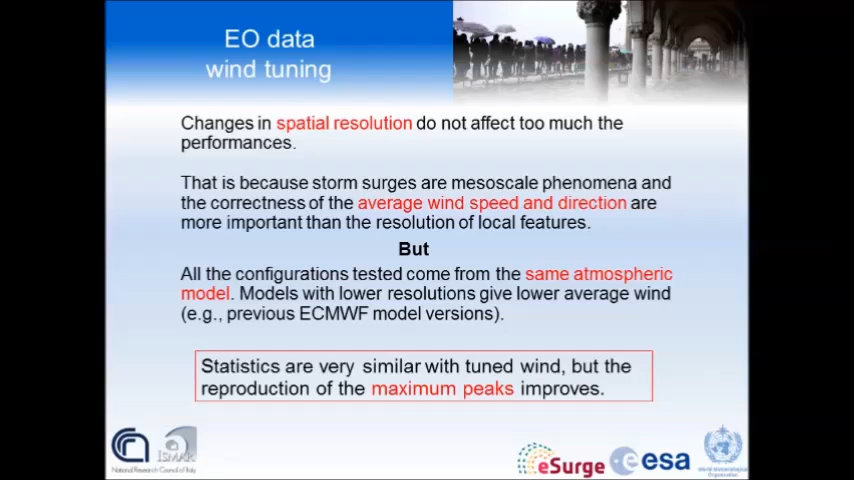 EO data
wind tuning
Changes in spatial resolution do not affect too much the
performances.
That is because storm surges are mesoscale phenomena and
the correctness of the average wind speed and direction are
more important than the resolution of local features.
But
All the configurations tested come from the same atmospheric
model. Models with lower resolutions give lower average wind
(e.g., previous ECMWF model versions).
Statistics are very similar with tuned wind, but the
reproduction of the maximum peaks improves.
ISMAR
National Research Council of Italy
eSurge
esa
World Meteorological
Organization